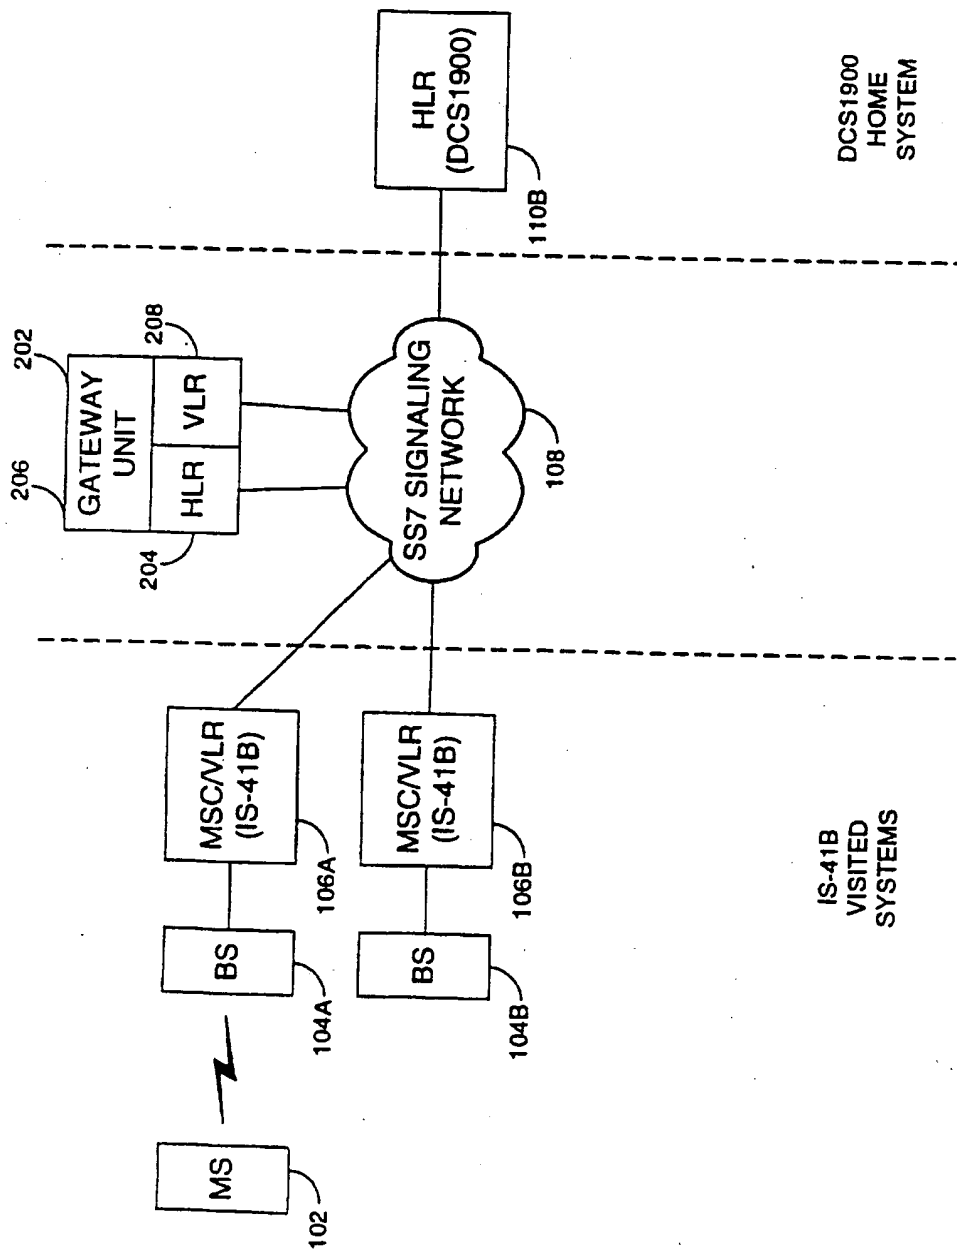 206
202
GATEWAY
UNIT
HLR
VLR
204
208
MS
102
BS
104A
MSC/VLR
(IS-41B)
106A
BS
104B
MSC/VLR
(IS-41B)
106B
SS7 SIGNALING
NETWORK
108
HLR
(DCS1900)
110B
IS-41B
VISITED
SYSTEMS
DCS1900
HOME
SYSTEM